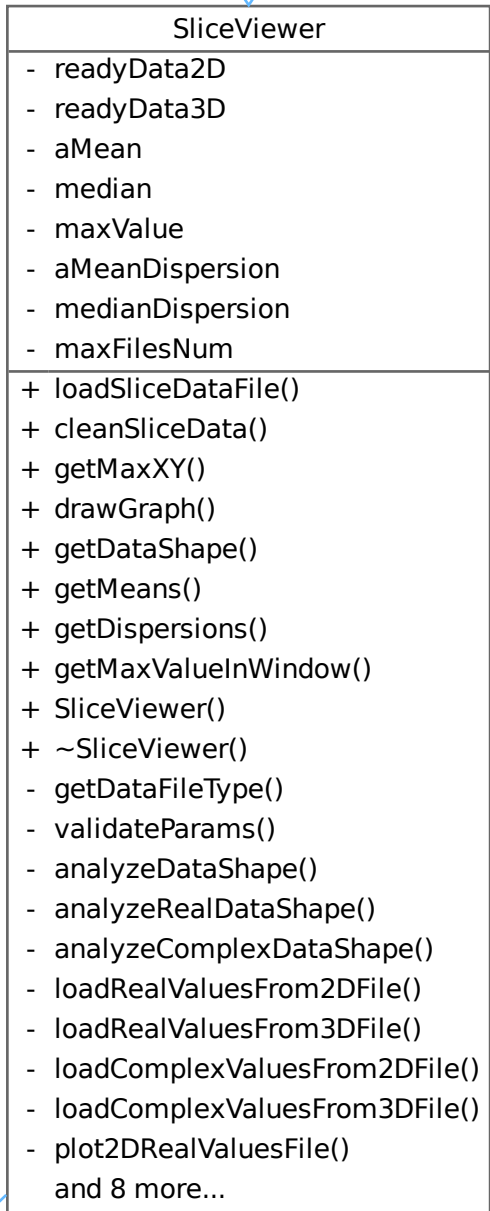 SliceViewer
- readyData2D
- readyData3D
- aMean
- median
- maxValue
- aMeanDispersion
- medianDispersion
- maxFilesNum
+ loadSliceDataFile()
+ cleanSliceData()
+ getMaxXY()
+ drawGraph()
+ getDataShape()
+ getMeans()
+ getDispersions()
+ getMaxValueInWindow()
+ SliceViewer()
+ ~SliceViewer()
- getDataFileType()
- validateParams()
- analyzeDataShape()
- analyzeRealDataShape()
- analyzeComplexDataShape()
- loadRealValuesFrom2DFile()
- loadRealValuesFrom3DFile()
- loadComplexValuesFrom2DFile()
- loadComplexValuesFrom3DFile()
- plot2DRealValuesFile()
and 8 more...